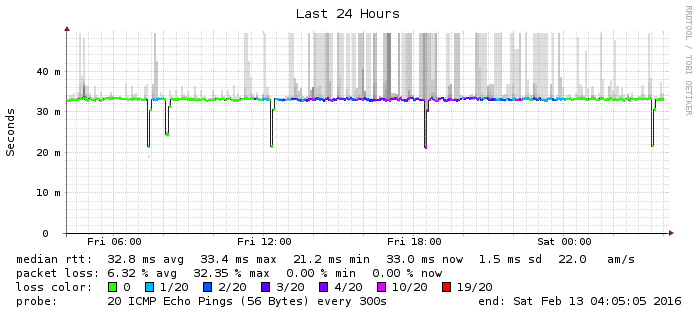 Last 24 Hours
RRDTOOL / TOBI OETIKER
Seconds
40 m
30 m
20 m
10 m
0
Fri 06:00 Fri 12:00 Fri 18:00 Sat 00:00
median rtt: 32.8 ms avg 33.4 ms max 21.2 ms min 33.0 ms now 1.5 ms sd 22.0 am/s
packet loss: 6.32 % avg 32.35 % max 0.00 % min 0.00 % now
loss color: 0 1/20 2/20 3/20 4/20 10/20 19/20
probe: 20 ICMP Echo Pings (56 Bytes) every 300s end: Sat Feb 13 04:05:05 2016